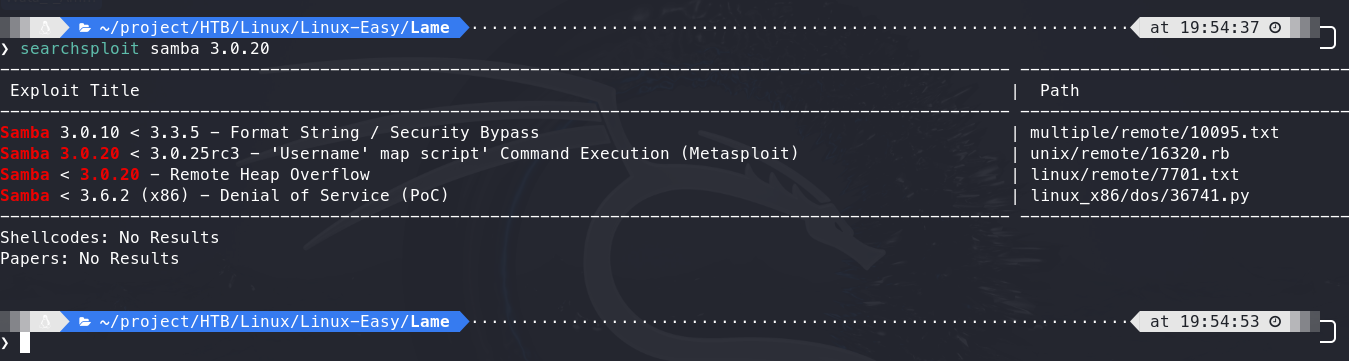 ~/project/HTB/Linux/Linux-Easy/Lame at 19:54:37
❯ searchsploit samba 3.0.20
Exploit Title | Path
Samba 3.0.10 < 3.3.5 - Format String / Security Bypass | multiple/remote/10095.txt
Samba 3.0.20 < 3.0.25rc3 - 'Username' map script' Command Execution (Metasploit) | unix/remote/16320.rb
Samba < 3.0.20 - Remote Heap Overflow | linux/remote/7701.txt
Samba < 3.6.2 (x86) - Denial of Service (PoC) | linux_x86/dos/36741.py
Shellcodes: No Results
Papers: No Results
~/project/HTB/Linux/Linux-Easy/Lame at 19:54:53
❯